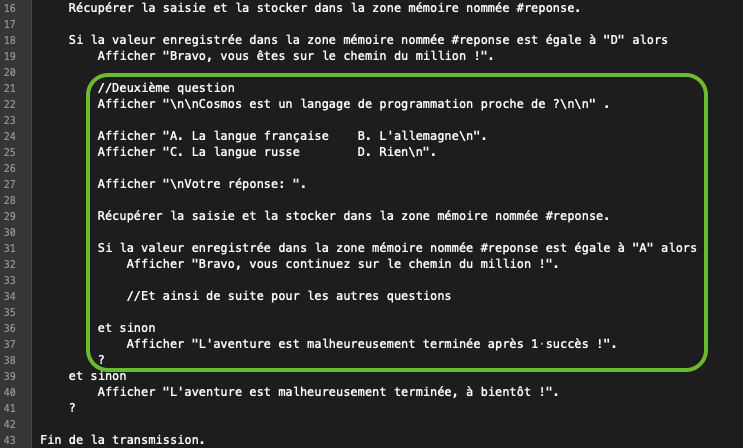 16 Récupérer la saisie et la stocker dans la zone mémoire nommée #reponse.
17
18 Si la valeur enregistrée dans la zone mémoire nommée #reponse est égale à "D" alors
19 Afficher "Bravo, vous êtes sur le chemin du million !".
20
21 //Deuxième question
22 Afficher "\n\nCosmos est un langage de programmation proche de ?\n\n" .
23
24 Afficher "A. La langue française    B. L'allemagne\n".
25 Afficher "C. La langue russe        D. Rien\n".
26
27 Afficher "\nVotre réponse: ".
28
29 Récupérer la saisie et la stocker dans la zone mémoire nommée #reponse.
30
31 Si la valeur enregistrée dans la zone mémoire nommée #reponse est égale à "A" alors
32 Afficher "Bravo, vous continuez sur le chemin du million !".
33
34 //Et ainsi de suite pour les autres questions
35
36 et sinon
37 Afficher "L'aventure est malheureusement terminée après 1·succès !".
38 ?
39 et sinon
40 Afficher "L'aventure est malheureusement terminée, à bientôt !".
41 ?
42
43 Fin de la transmission.